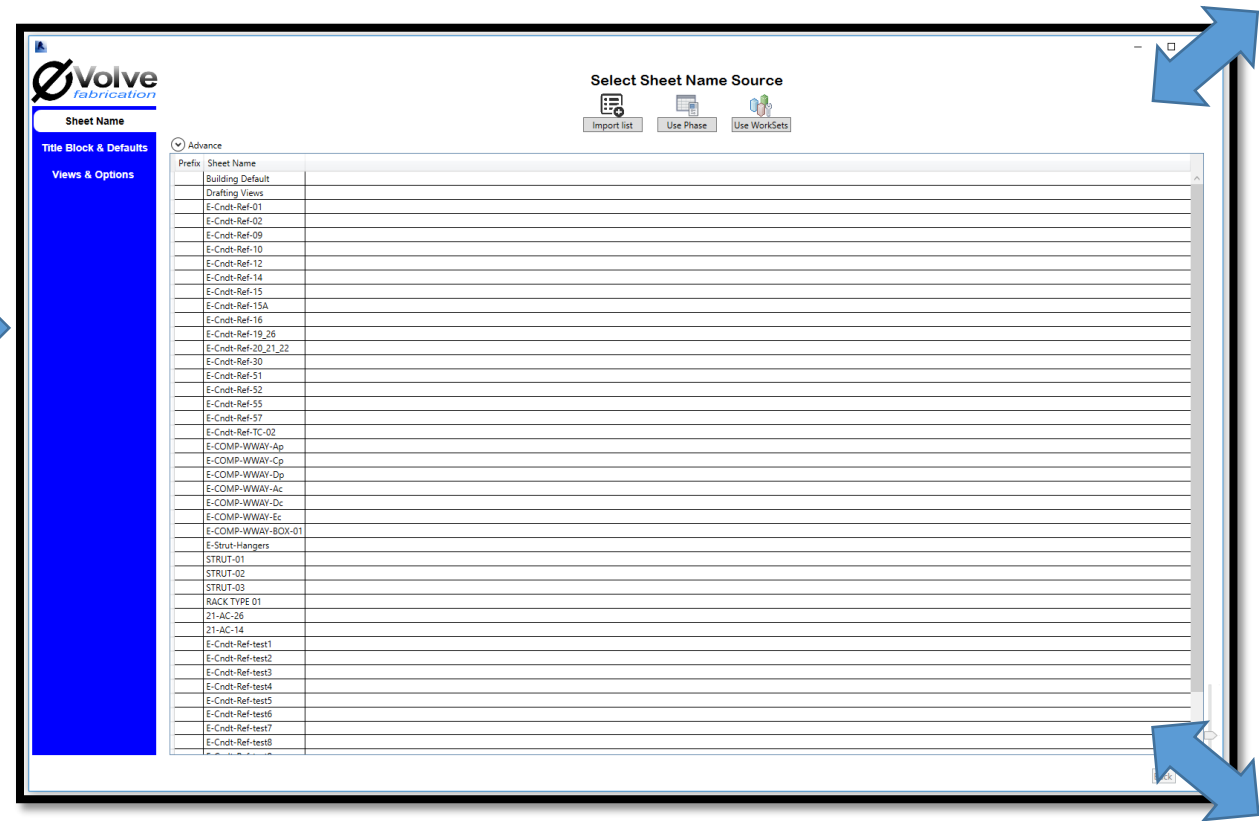 ØVolve
fabrication
Select Sheet Name Source
Import list Use Phase Use WorkSets
Sheet Name
Title Block & Defaults
Views & Options
Advance
Prefix Sheet Name
Building Default
Drafting Views
E-Cndt-Ref-01
E-Cndt-Ref-02
E-Cndt-Ref-09
E-Cndt-Ref-10
E-Cndt-Ref-12
E-Cndt-Ref-14
E-Cndt-Ref-15
E-Cndt-Ref-15A
E-Cndt-Ref-16
E-Cndt-Ref-19_26
E-Cndt-Ref-20_21_22
E-Cndt-Ref-30
E-Cndt-Ref-51
E-Cndt-Ref-52
E-Cndt-Ref-55
E-Cndt-Ref-57
E-Cndt-Ref-TC-02
E-COMP-WWAY-Ap
E-COMP-WWAY-Cp
E-COMP-WWAY-Dp
E-COMP-WWAY-Ac
E-COMP-WWAY-Dc
E-COMP-WWAY-Ec
E-COMP-WWAY-BOX-01
E-Strut-Hangers
STRUT-01
STRUT-02
STRUT-03
RACK TYPE 01
21-AC-26
21-AC-14
E-Cndt-Ref-test1
E-Cndt-Ref-test2
E-Cndt-Ref-test3
E-Cndt-Ref-test4
E-Cndt-Ref-test5
E-Cndt-Ref-test6
E-Cndt-Ref-test7
E-Cndt-Ref-test8